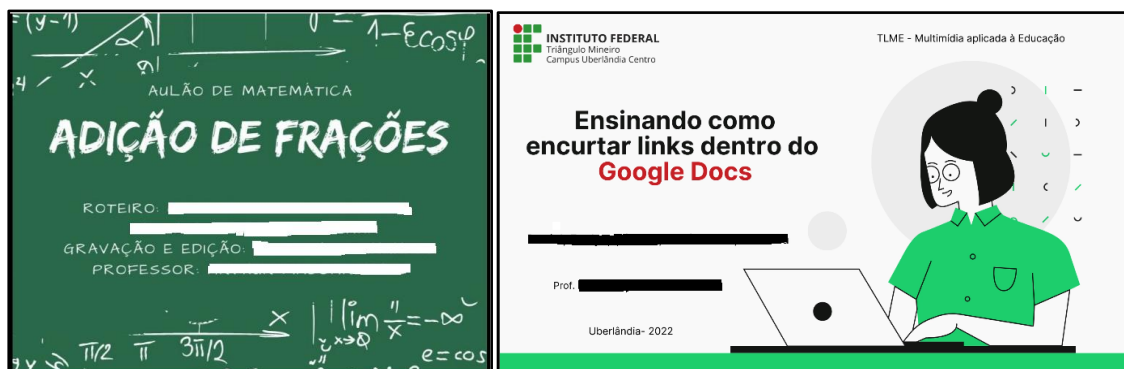 = (y-1)
α
x
1-εcosφ
AULÃO DE MATEMÁTICA
ADIÇÃO DE FRAÇÕES
ROTEIRO:
GRAVAÇÃO E EDIÇÃO:
PROFESSOR:
x
lim π/x = -∞
x→
π/2 π 3π/2
e = cos
INSTITUTO FEDERAL
Triângulo Mineiro
Campus Uberlândia Centro
TLME - Multimídia aplicada à Educação
Ensinando como
encurtar links dentro do
Google Docs
Prof.
Uberlândia- 2022